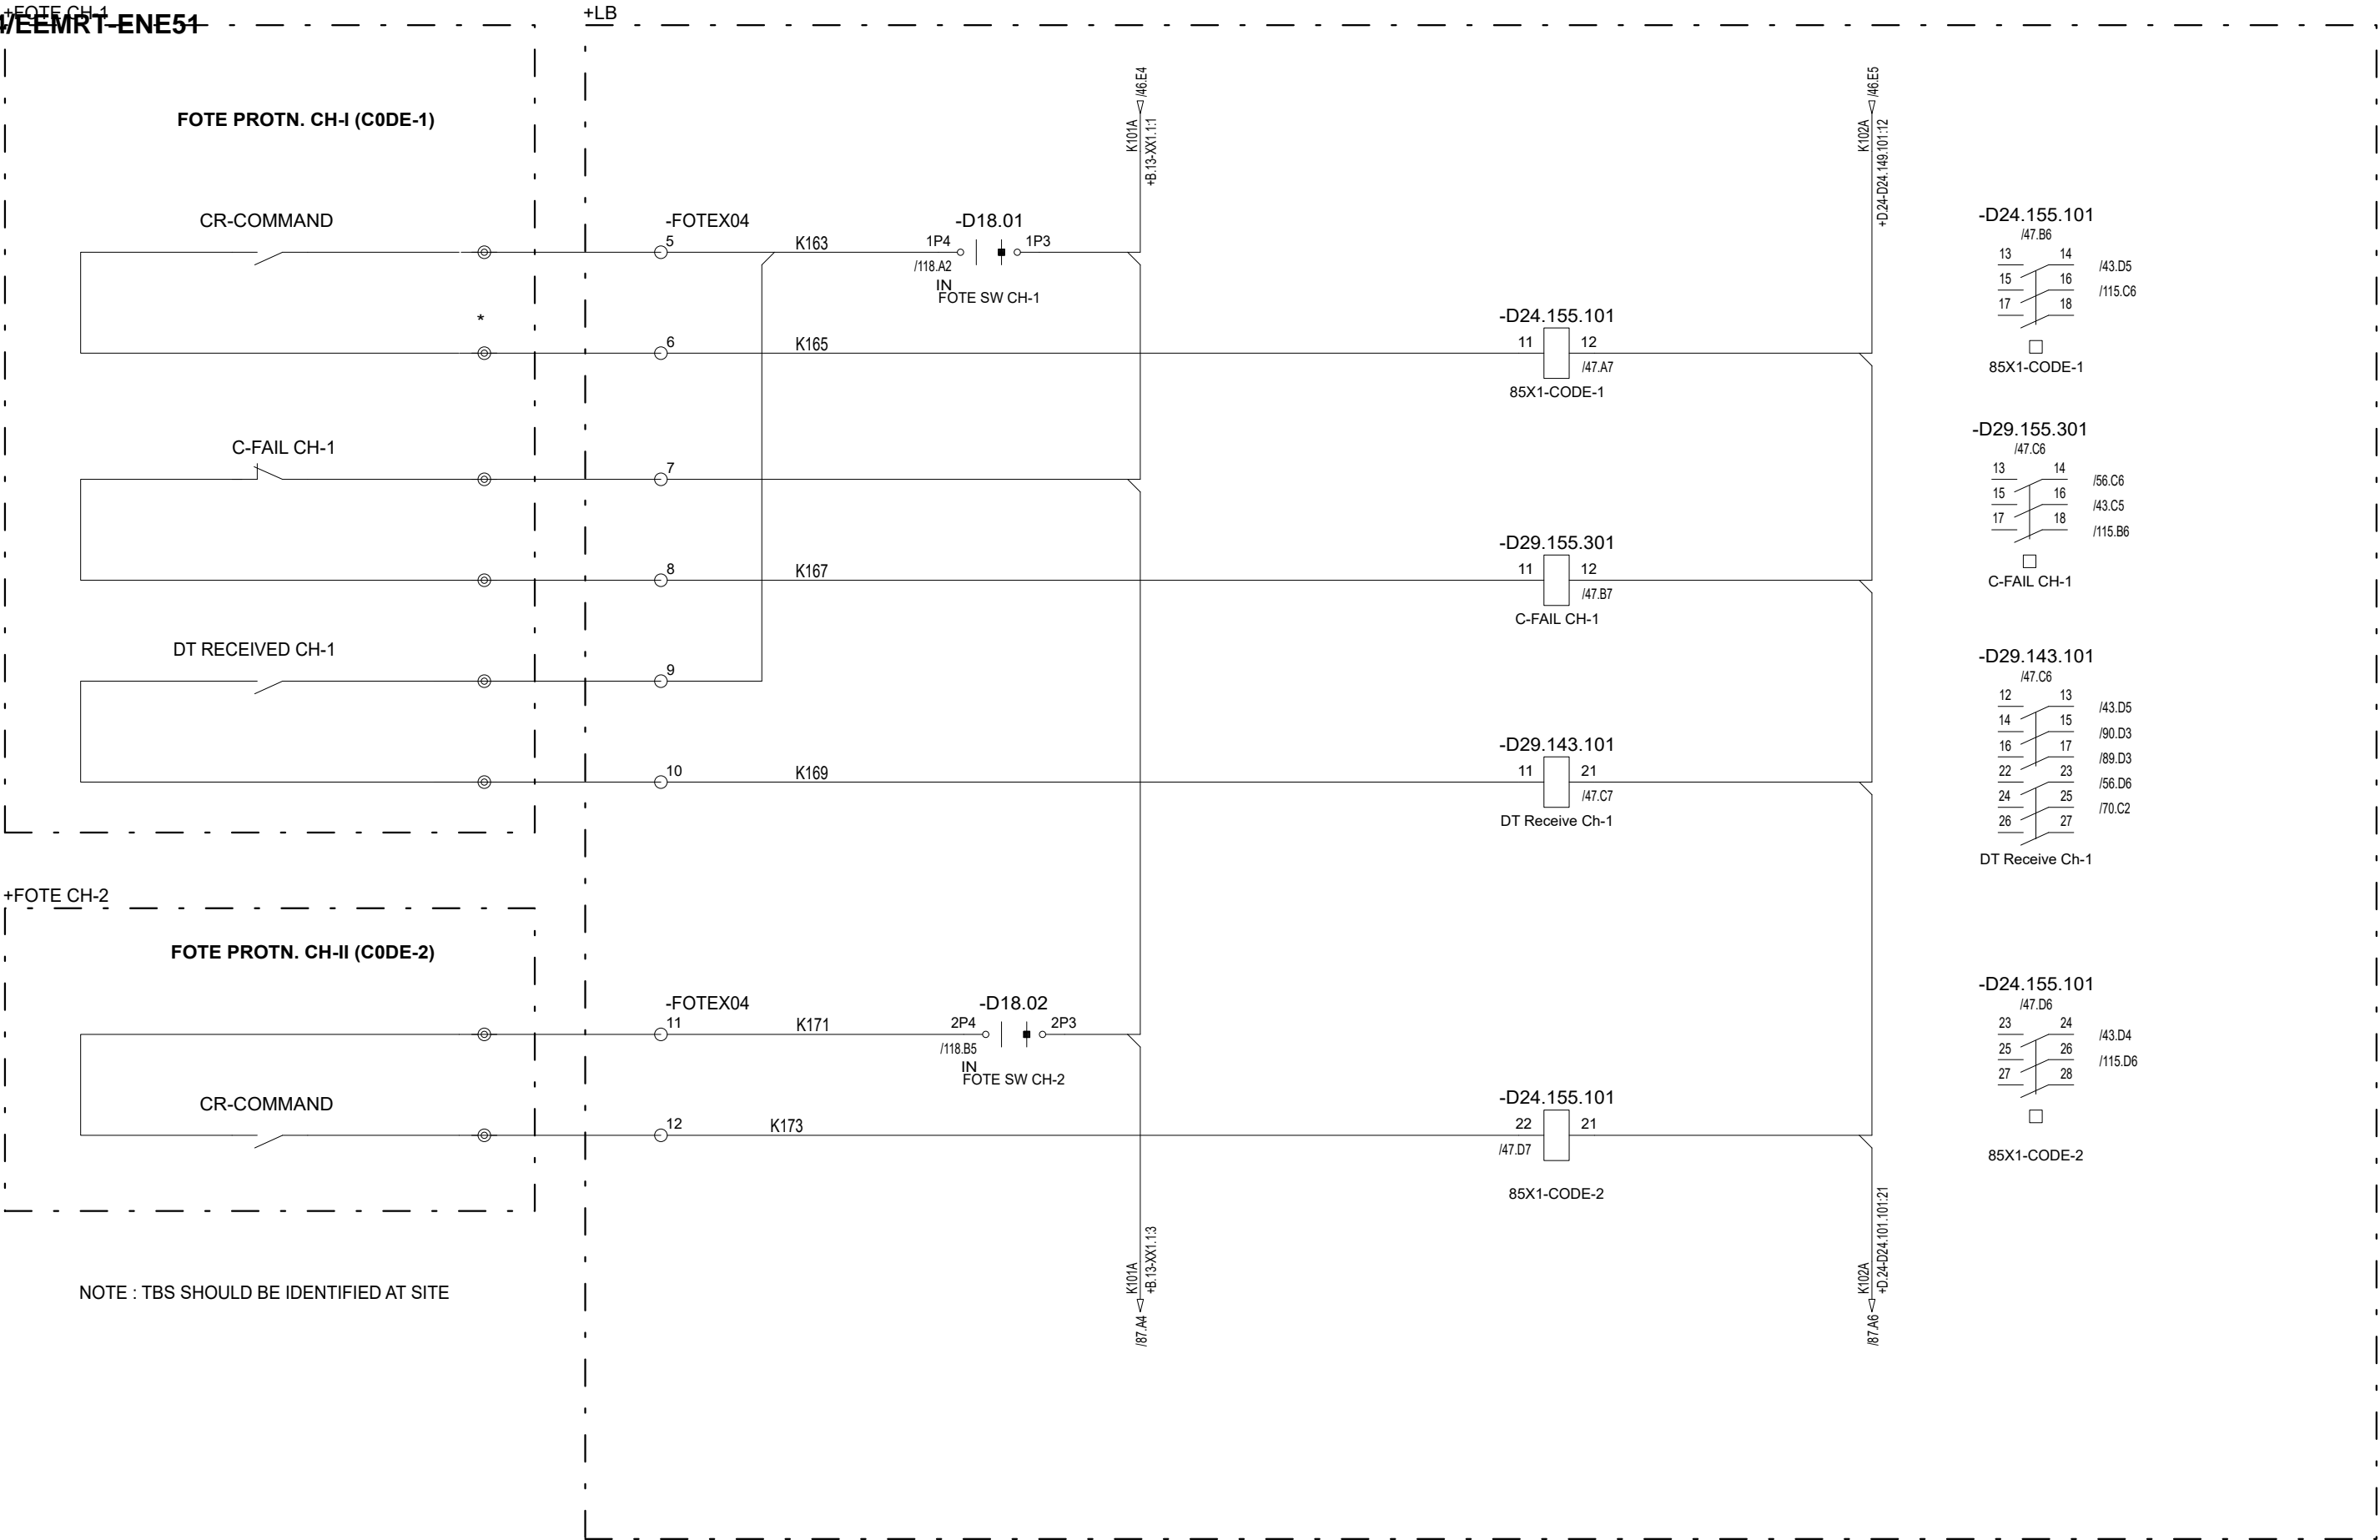 +FOTE CH-1
/EEMRT-ENE51
+LB
FOTE PROTN. CH-I (C0DE-1)
/46.E4
K101A
+B.13-XX1.1:1
/46.E5
K102A
+D.24-D24.149.101:12
CR-COMMAND
-FOTEX04
5
K163
-D18.01
1P4
1P3
/118.A2
IN
FOTE SW CH-1
*
6
K165
-D24.155.101
11
12
/47.A7
85X1-CODE-1
-D24.155.101
/47.B6
13 14 /43.D5
15 16 /115.C6
17 18
85X1-CODE-1
C-FAIL CH-1
7
8
K167
-D29.155.301
11
12
/47.B7
C-FAIL CH-1
-D29.155.301
/47.C6
13 14 /56.C6
15 16 /43.C5
17 18 /115.B6
C-FAIL CH-1
DT RECEIVED CH-1
9
10
K169
-D29.143.101
11
21
/47.C7
DT Receive Ch-1
-D29.143.101
/47.C6
12 13 /43.D5
14 15 /90.D3
16 17 /89.D3
22 23 /56.D6
24 25 /70.C2
26 27
DT Receive Ch-1
+FOTE CH-2
FOTE PROTN. CH-II (C0DE-2)
-FOTEX04
11
K171
-D18.02
2P4
2P3
/118.B5
IN
FOTE SW CH-2
CR-COMMAND
12
K173
-D24.155.101
22
21
/47.D7
85X1-CODE-2
-D24.155.101
/47.D6
23 24 /43.D4
25 26 /115.D6
27 28
85X1-CODE-2
K101A
+B.13-XX1.1:3
/87.A4
K102A
+D.24-D24.101.101:21
/87.A6
NOTE : TBS SHOULD BE IDENTIFIED AT SITE